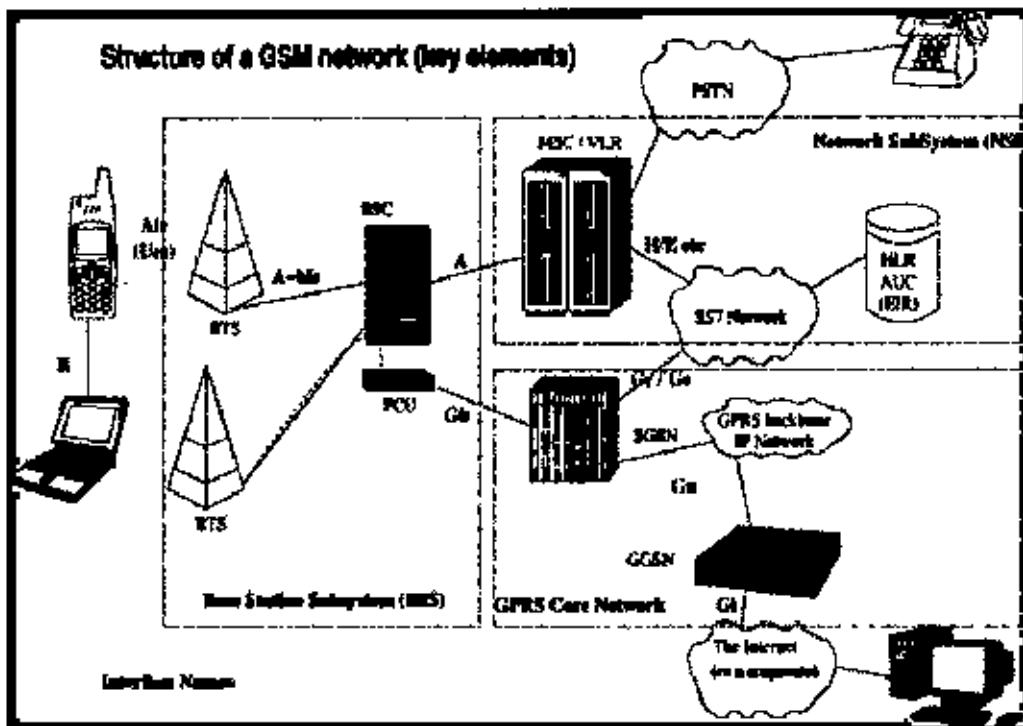 Structure of a GSM network (key elements)
PSTN
MSC / VLR
Network SubSystem
BSC
Air
A-bis
A
BTS
HLR
AUC
(EIR)
SS7 Network
PCU
Gb
SGSN
GPRS backbone
IP Network
Gn
BTS
GGSN
Base Station Subsystem (BSS)
GPRS Core Network
Gi
The Internet
Interface Names